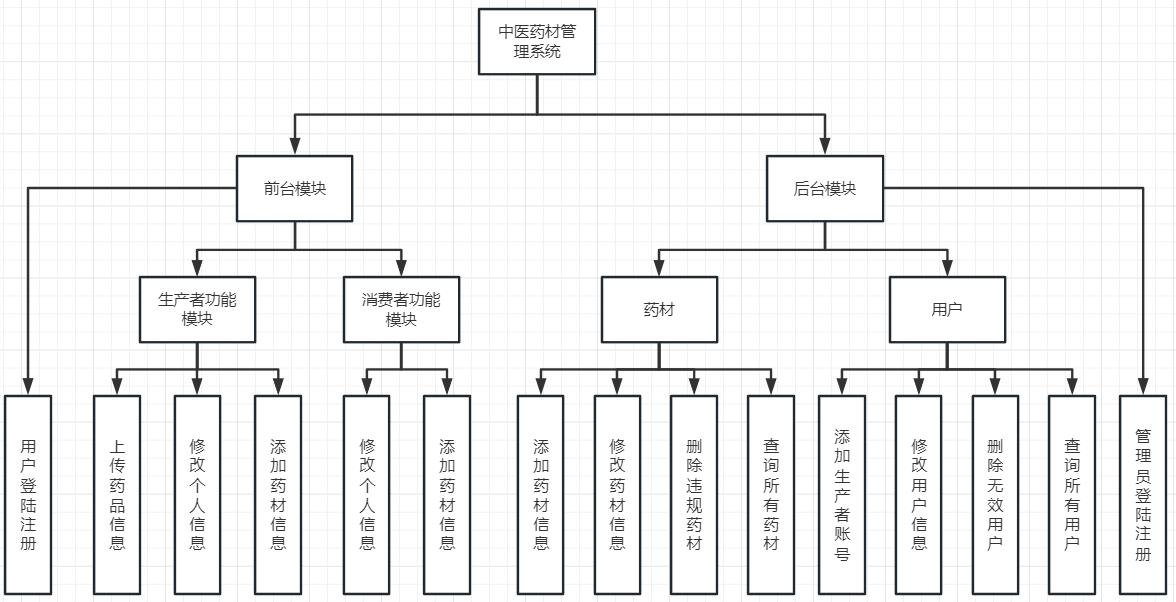 中医药材管
理系统
前台模块
后台模块
生产者功能
模块
消费者功能
模块
药材
用户
用户登陆注册
上传药品信息
修改个人信息
添加药材信息
修改个人信息
添加药材信息
添加药材信息
修改药材信息
删除违规药材
查询所有药材
添加生产者账号
修改用户信息
删除无效用户
查询所有用户
管理员登陆注册